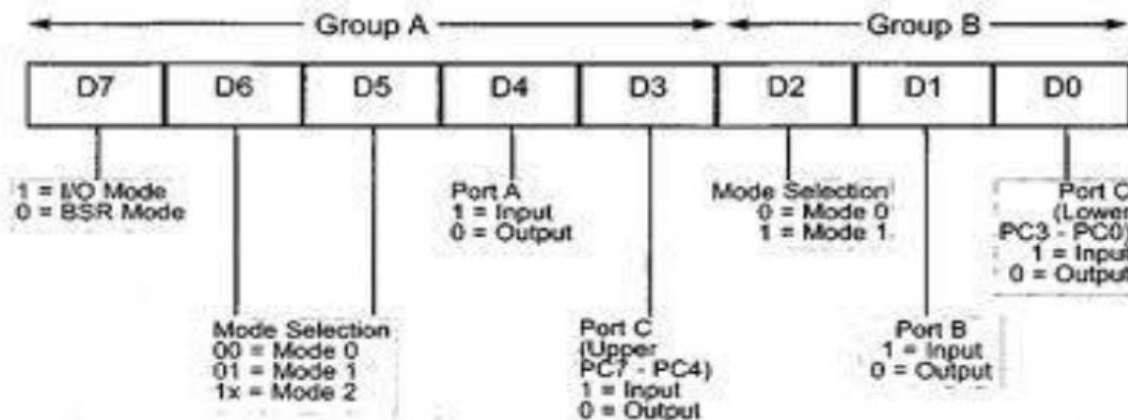 Group A
Group B
D7 D6 D5 D4 D3 D2 D1 D0
1 = I/O Mode
0 = BSR Mode
Port A
1 = Input
0 = Output
Mode Selection
0 = Mode 0
1 = Mode 1
Port C
(Lower
PC3 - PC0)
1 = Input
0 = Output
Mode Selection
00 = Mode 0
01 = Mode 1
1x = Mode 2
Port C
(Upper
PC7 - PC4)
1 = Input
0 = Output
Port B
1 = Input
0 = Output